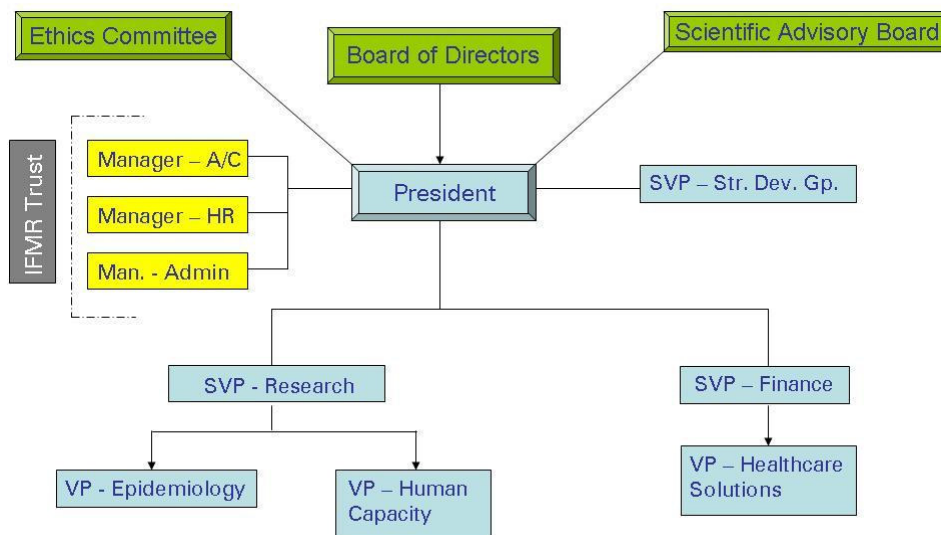 Ethics Committee
Board of Directors
Scientific Advisory Board
IFMR Trust
Manager – A/C
Manager – HR
Man. - Admin
President
SVP – Str. Dev. Gp.
SVP - Research
SVP – Finance
VP - Epidemiology
VP – Human
Capacity
VP – Healthcare
Solutions